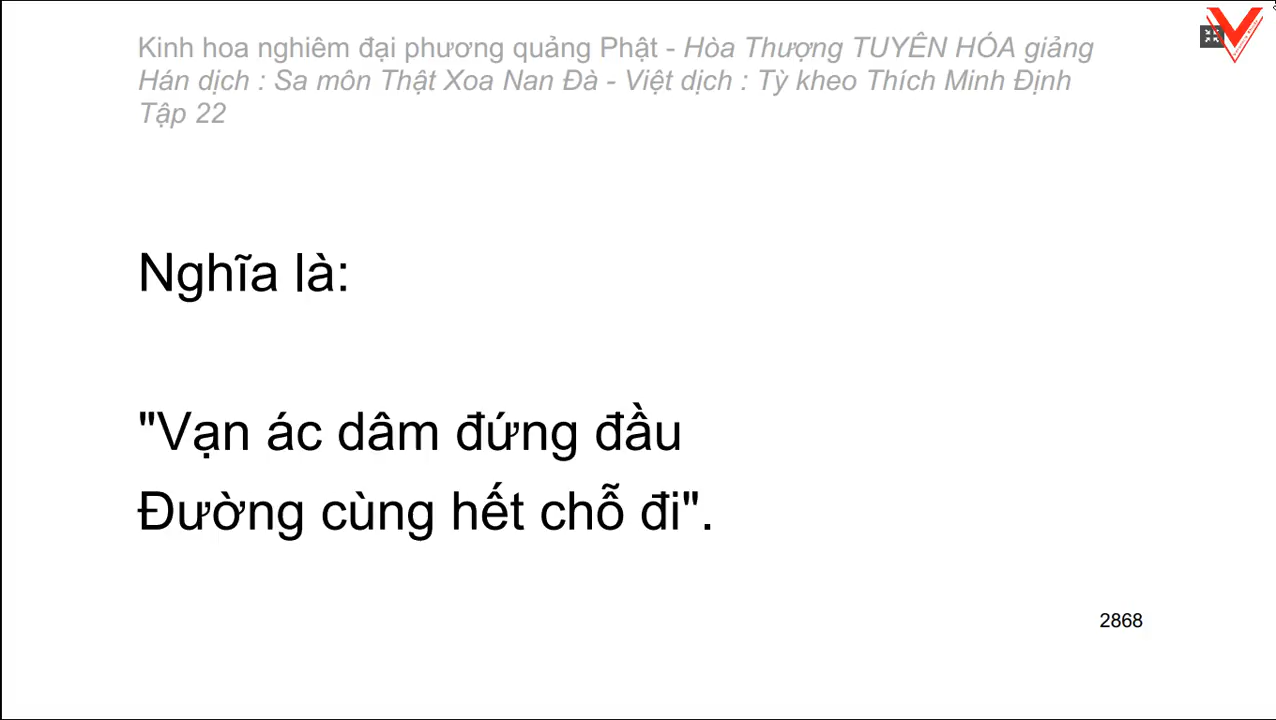 Kinh hoa nghiêm đại phương quảng Phật - Hòa Thượng TUYÊN HÓA giảng
Hán dịch : Sa môn Thật Xoa Nan Đà - Việt dịch : Tỳ kheo Thích Minh Định
Tập 22
Nghĩa là:
"Vạn ác dâm đứng đầu
Đường cùng hết chỗ đi".
2868